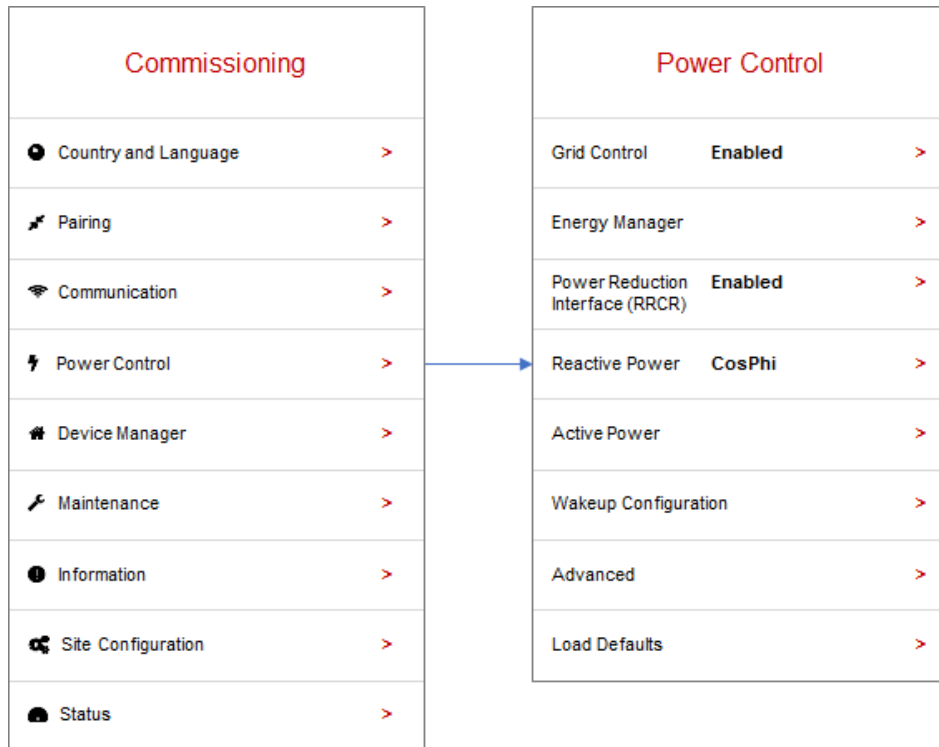 Commissioning
Country and Language >
Pairing >
Communication >
Power Control >
Device Manager >
Maintenance >
Information >
Site Configuration >
Status >
Power Control
Grid Control Enabled >
Energy Manager >
Power Reduction Enabled >
Interface (RRCR)
Reactive Power CosPhi >
Active Power >
Wakeup Configuration >
Advanced >
Load Defaults >